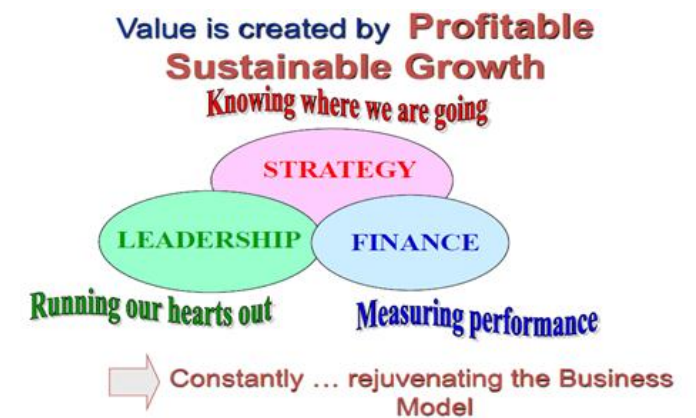 Value is created by Profitable
Sustainable Growth
Knowing where we are going
STRATEGY
LEADERSHIP
FINANCE
Running our hearts out
Measuring performance
Constantly ... rejuvenating the Business
Model